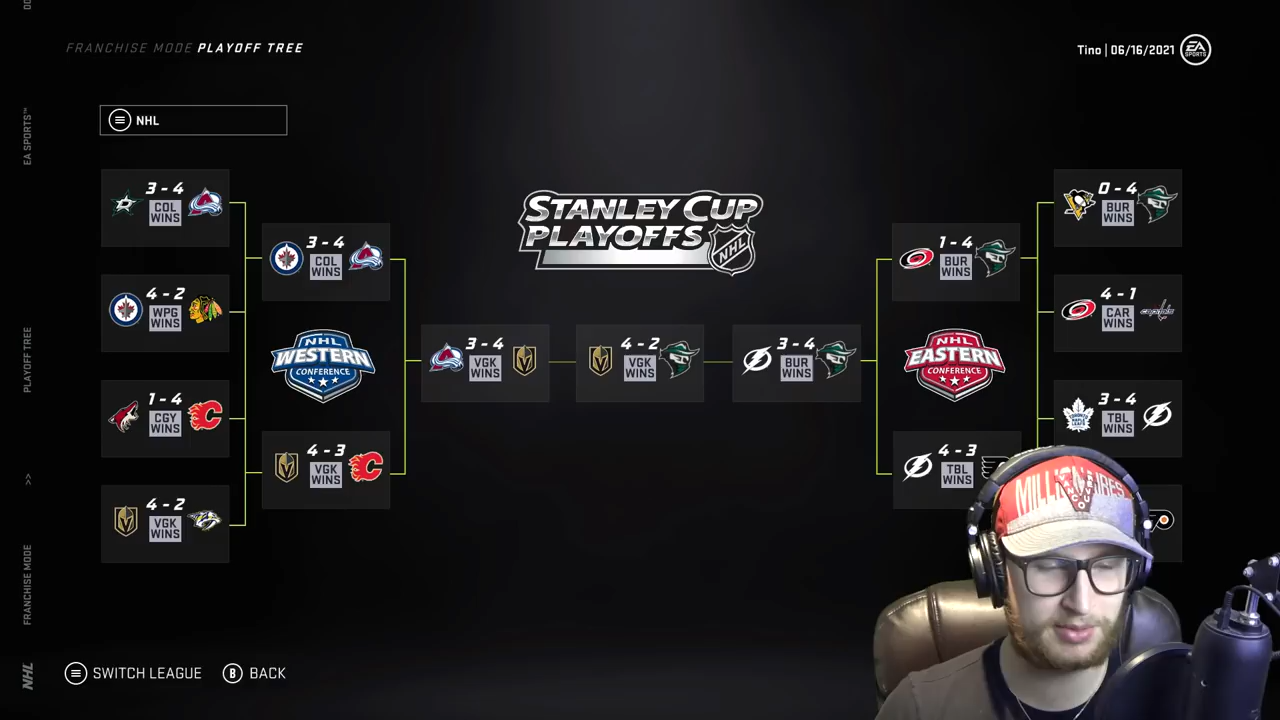 FRANCHISE MODE PLAYOFF TREE
Tino | 06/16/2021
EA SPORTS
NHL
3 - 4
COL WINS
4 - 2
WPG WINS
1 - 4
CGY WINS
4 - 2
VGK WINS
3 - 4
COL WINS
NHL
WESTERN
CONFERENCE
4 - 3
VGK WINS
3 - 4
VGK WINS
STANLEY CUP
PLAYOFFS
NHL
4 - 2
VGK WINS
3 - 4
BUR WINS
1 - 4
BUR WINS
NHL
EASTERN
CONFERENCE
4 - 3
TBL WINS
0 - 4
BUR WINS
4 - 1
CAR WINS
capitals
3 - 4
TBL WINS
EA SPORTS™
PLAYOFF TREE
>>
FRANCHISE MODE
NHL
SWITCH LEAGUE
B BACK